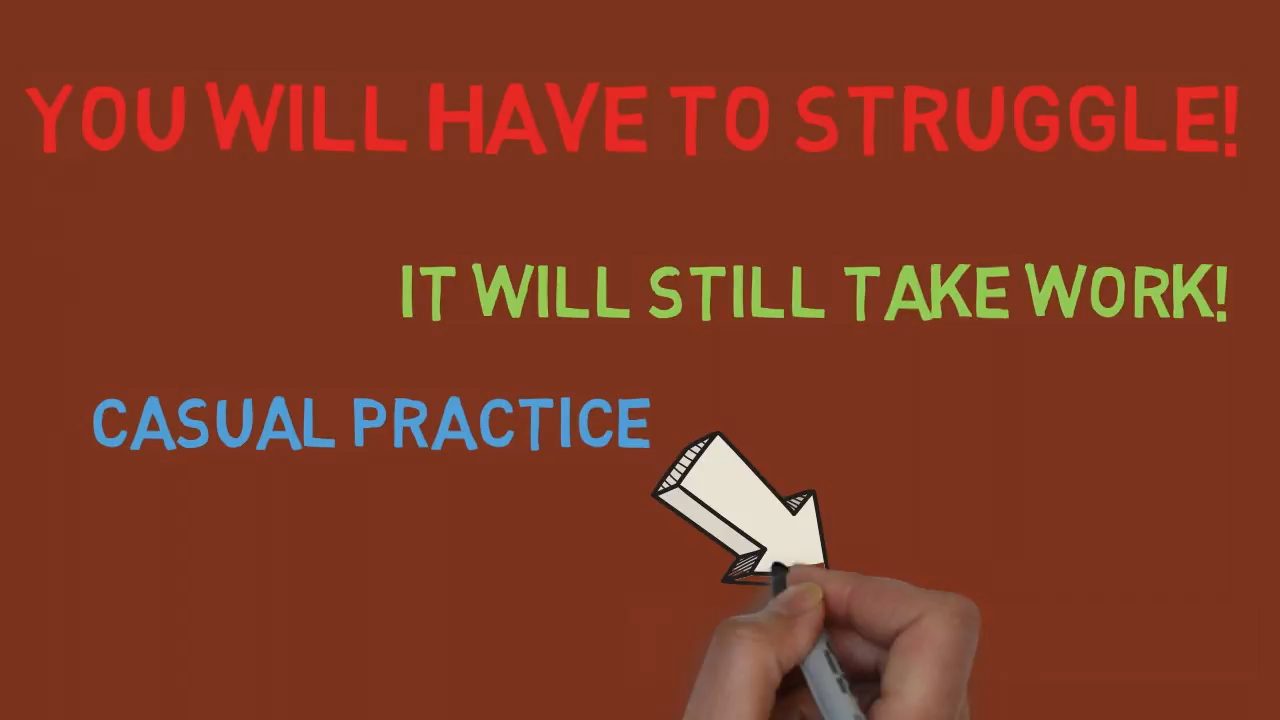 YOU WILL HAVE TO STRUGGLE!
IT WILL STILL TAKE WORK!
CASUAL PRACTICE